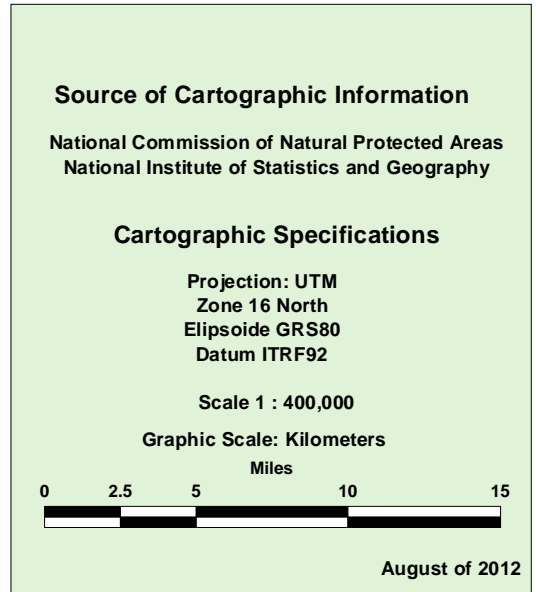 Source of Cartographic Information
National Commission of Natural Protected Areas
National Institute of Statistics and Geography
Cartographic Specifications
Projection: UTM
Zone 16 North
Elipsoide GRS80
Datum ITRF92
Scale 1 : 400,000
Graphic Scale: Kilometers
Miles
0 2.5 5 10 15
August of 2012